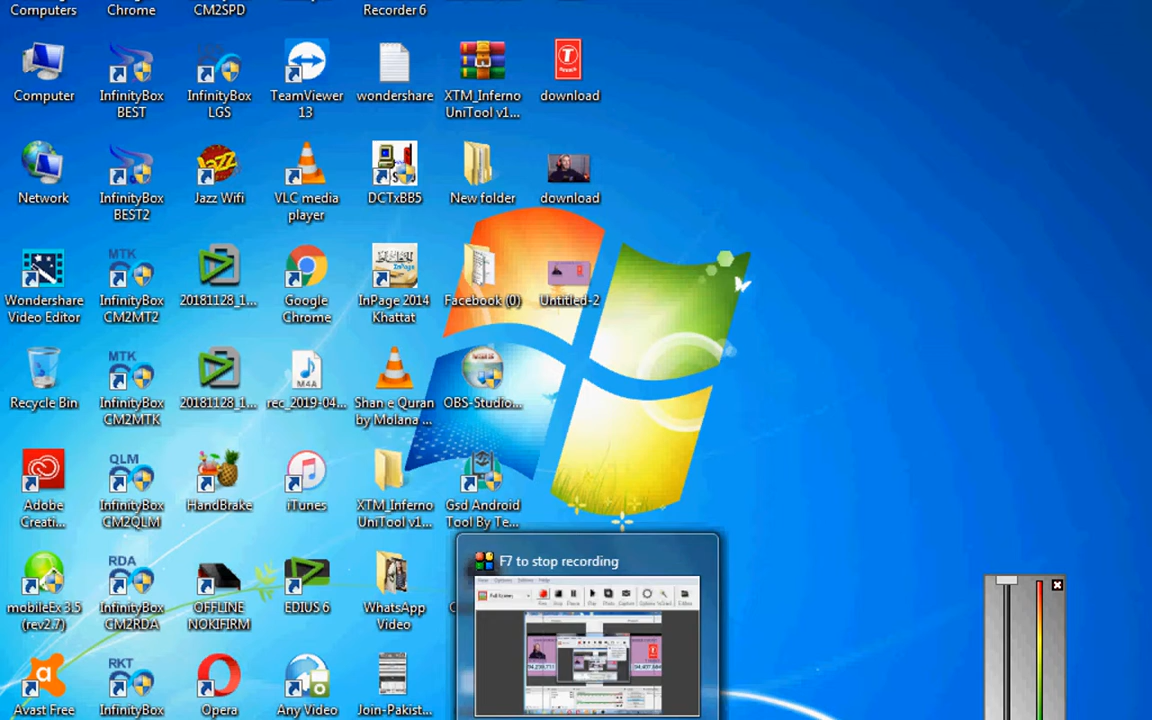 Computers
Chrome
CM2SPD
Recorder 6
Computer
InfinityBox
BEST
InfinityBox
LGS
TeamViewer
13
wondershare
XTM_Inferno
UniTool v1...
download
Network
InfinityBox
BEST2
Jazz
Jazz Wifi
VLC media
player
DCTxBB5
New folder
download
Wondershare
Video Editor
MTK
InfinityBox
CM2MT2
20181128_1...
Google
Chrome
InPage
InPage 2014
Khattat
Facebook (0)
Untitled-2
Recycle Bin
MTK
InfinityBox
CM2MTK
20181128_1...
M4A
rec_2019-04...
Shan e Quran
by Molana ...
OBS-Studio...
Adobe
Creati...
QLM
InfinityBox
CM2QLM
HandBrake
iTunes
XTM_Inferno
UniTool v1...
Gsd Android
Tool By Te...
mobileEx 3.5
(rev2.7)
RDA
InfinityBox
CM2RDA
OFFLINE
NOKIFIRM
EDIUS 6
WhatsApp
Video
F7 to stop recording
Avast Free
RKT
InfinityBox
Opera
Any Video
Join-Pakist...